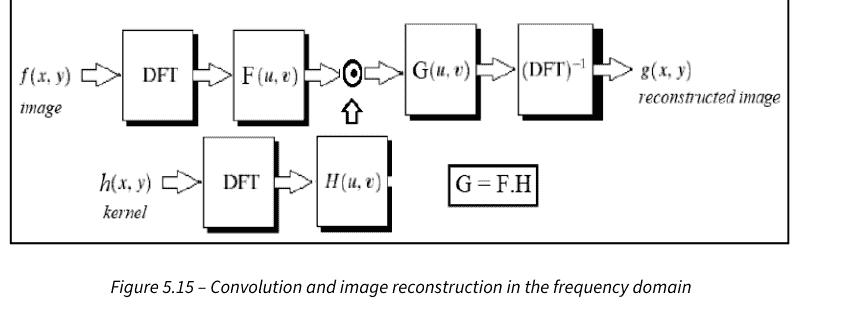 f(x, y)
image
DFT
F(u, v)
G(u, v)
(DFT)⁻¹
g(x, y)
reconstructed image
h(x, y)
kernel
DFT
H(u, v)
G = F.H
Figure 5.15 – Convolution and image reconstruction in the frequency domain